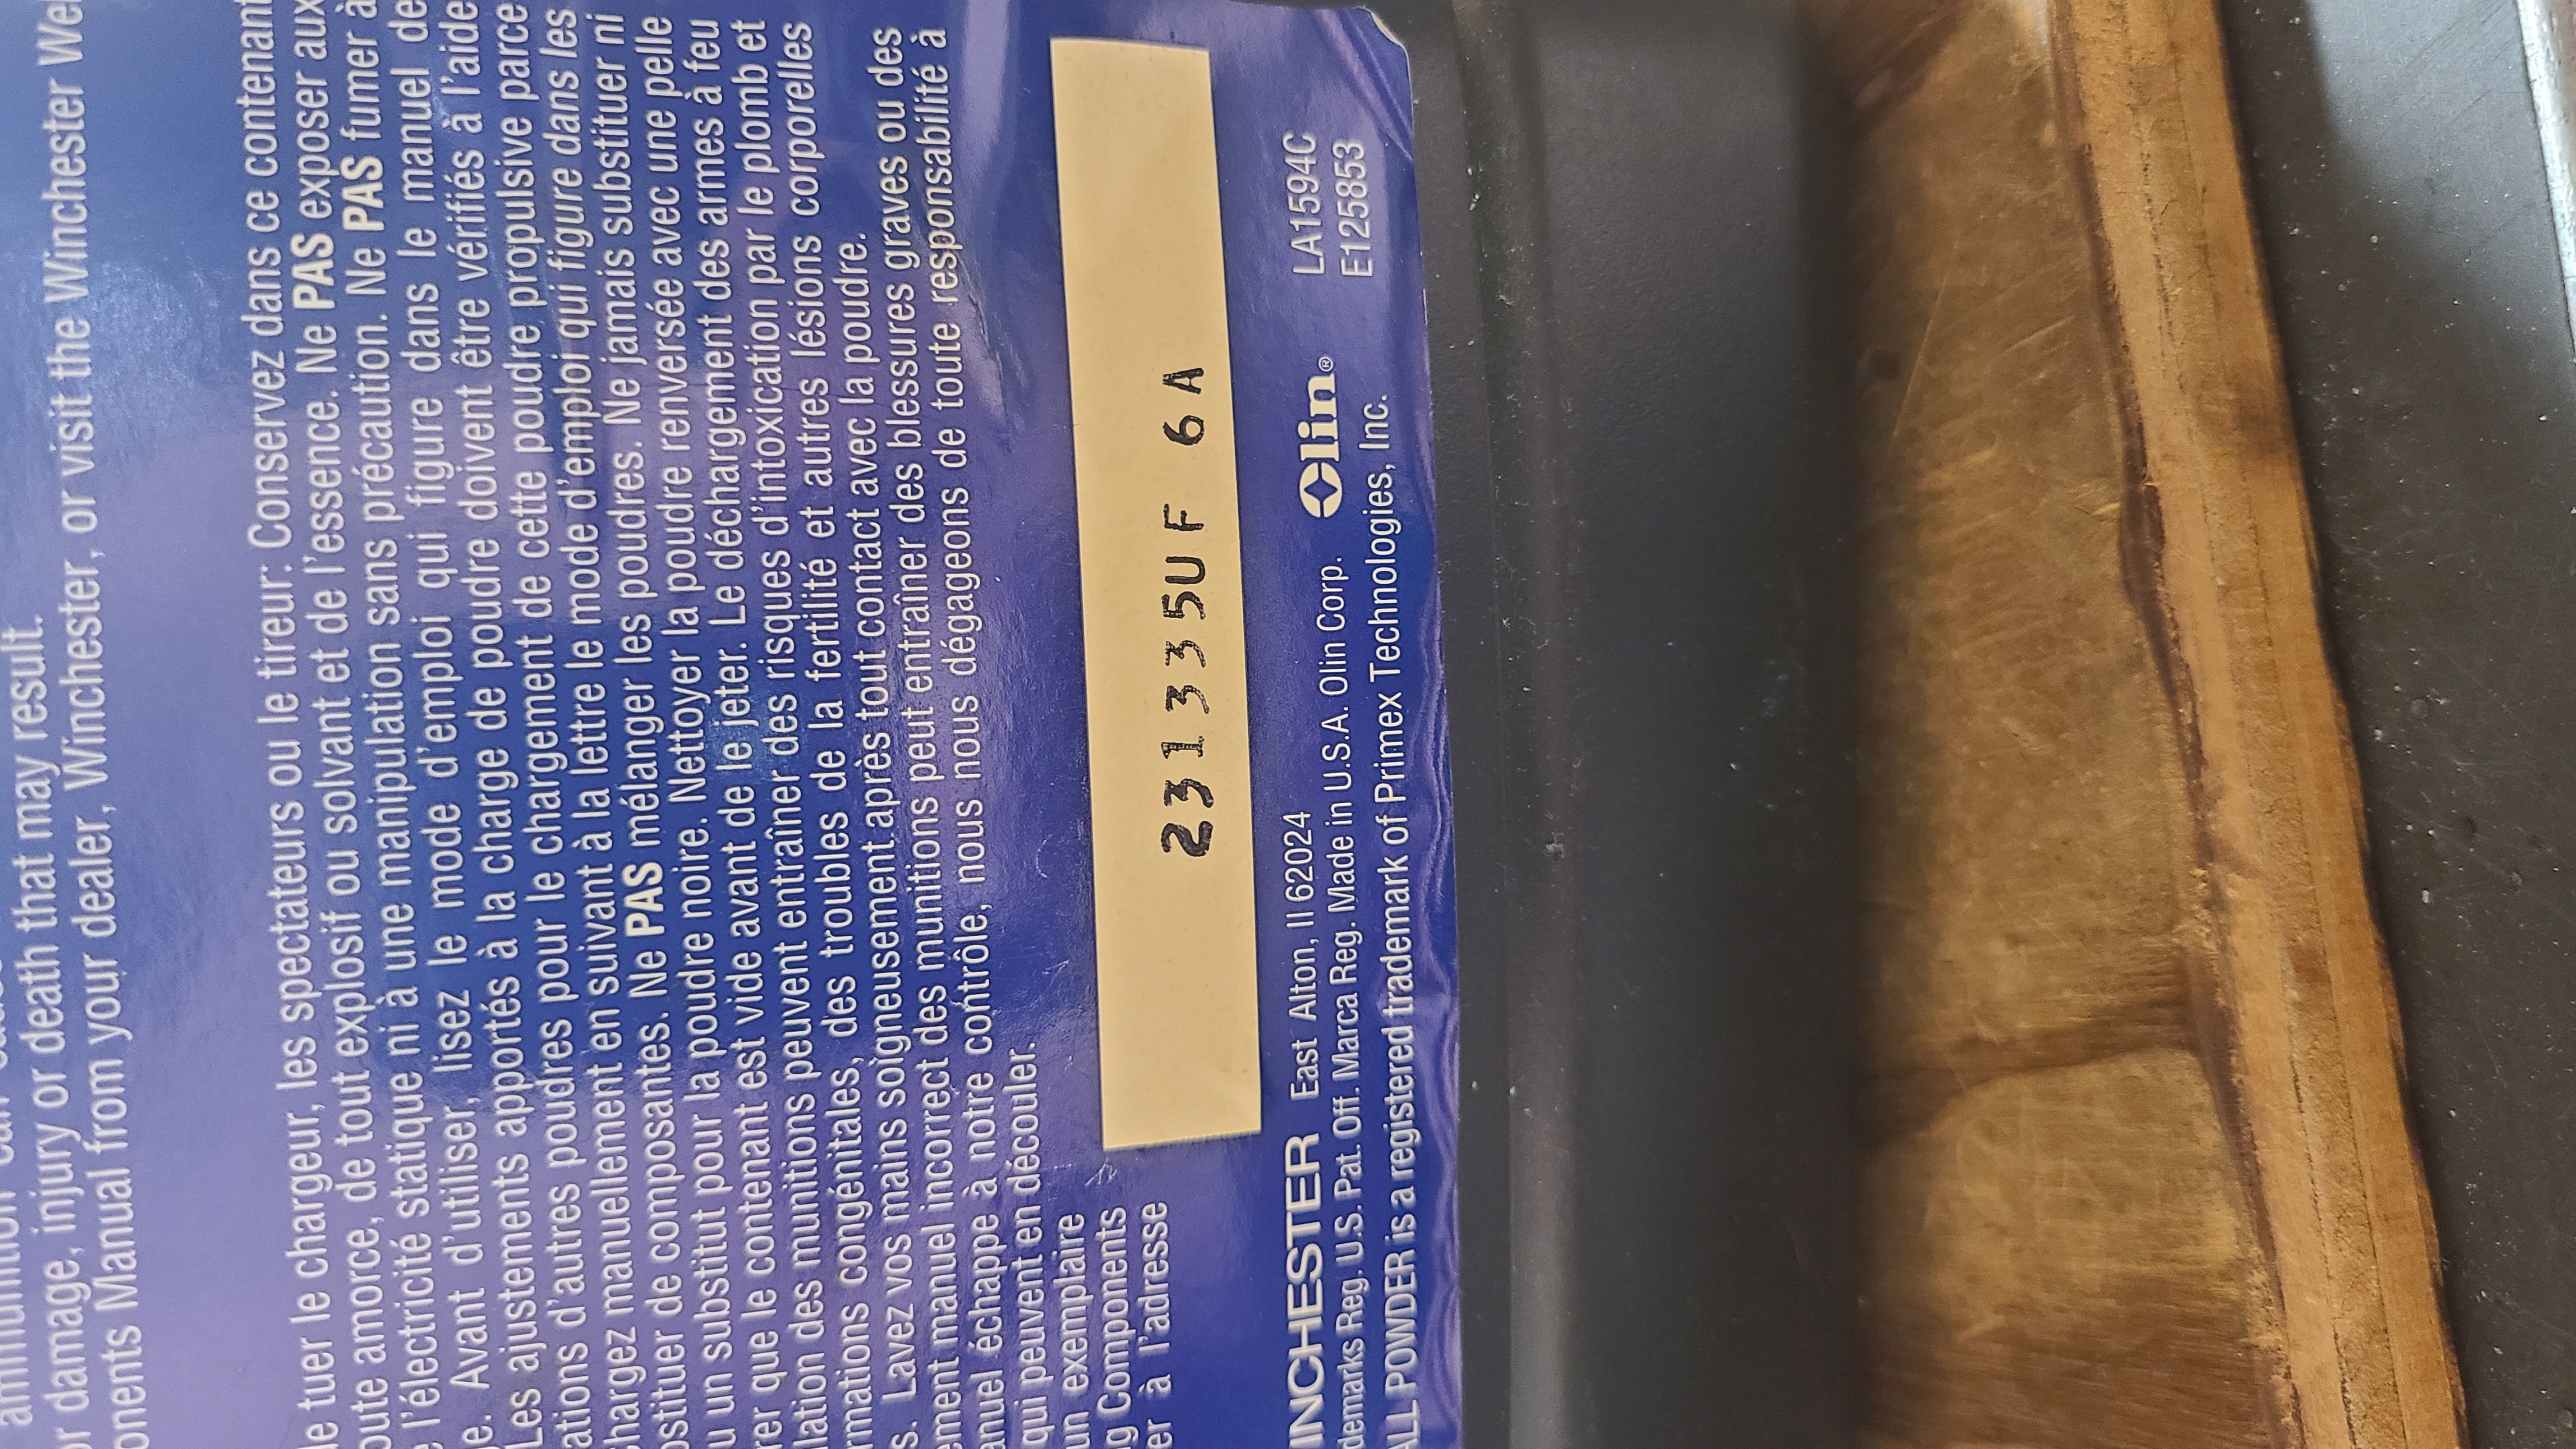 or damage, injury or death that may result.
onents Manual from your dealer, Winchester, or visit the Winchester We
de tuer le chargeur, les spectateurs ou le tireur: Conservez dans ce contenant
oute amorce, de tout explosif ou solvant et de l'essence. Ne PAS exposer aux
e l'électricité statique ni à une manipulation sans précaution. Ne PAS fumer à
e. Avant d'utiliser, lisez le mode d'emploi qui figure dans le manuel de
Les ajustements apportés à la charge de poudre doivent être vérifiés à l'aide
ations d'autres poudres pour le chargement de cette poudre propulsive parce
chargez manuellement en suivant à la lettre le mode d'emploi qui figure dans les
ostituer de composantes. Ne PAS mélanger les poudres. Ne jamais substituer ni
u un substitut pour la poudre noire. Nettoyer la poudre renversée avec une pelle
rer que le contenant est vide avant de le jeter. Le déchargement des armes à feu
lation des munitions peuvent entraîner des risques d'intoxication par le plomb et
rmations congénitales, des troubles de la fertilité et autres lésions corporelles
s. Lavez vos mains soigneusement après tout contact avec la poudre.
ement manuel incorrect des munitions peut entraîner des blessures graves ou des
anuel échappe à notre contrôle, nous nous dégageons de toute responsabilité à
qui peuvent en découler.
un exemplaire
g Components
er à l'adresse
231335UF 6A
INCHESTER East Alton, Il 62024
demarks Reg. U.S. Pat. Off. Marca Reg. Made in U.S.A. Olin Corp. Olin®
ALL POWDER is a registered trademark of Primex Technologies, Inc.
LA1594C
E125853